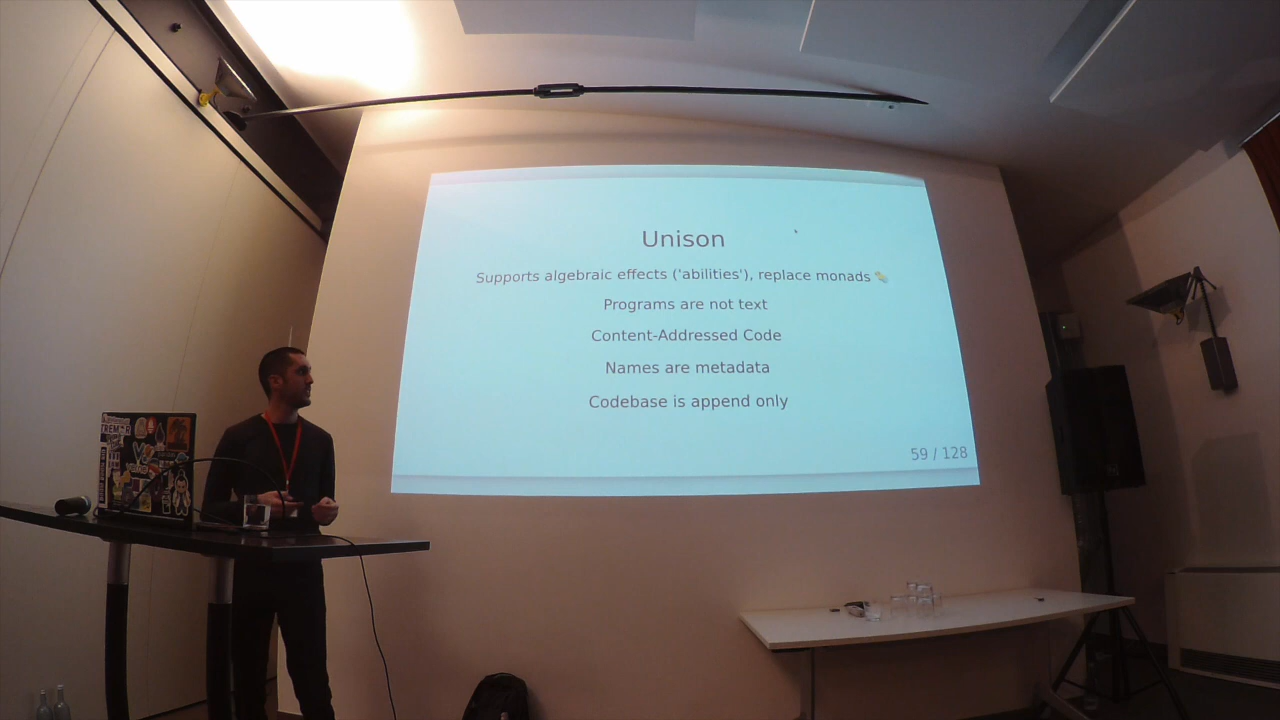 Unison
Supports algebraic effects ('abilities'), replace monads
Programs are not text
Content-Addressed Code
Names are metadata
Codebase is append only
59 / 128